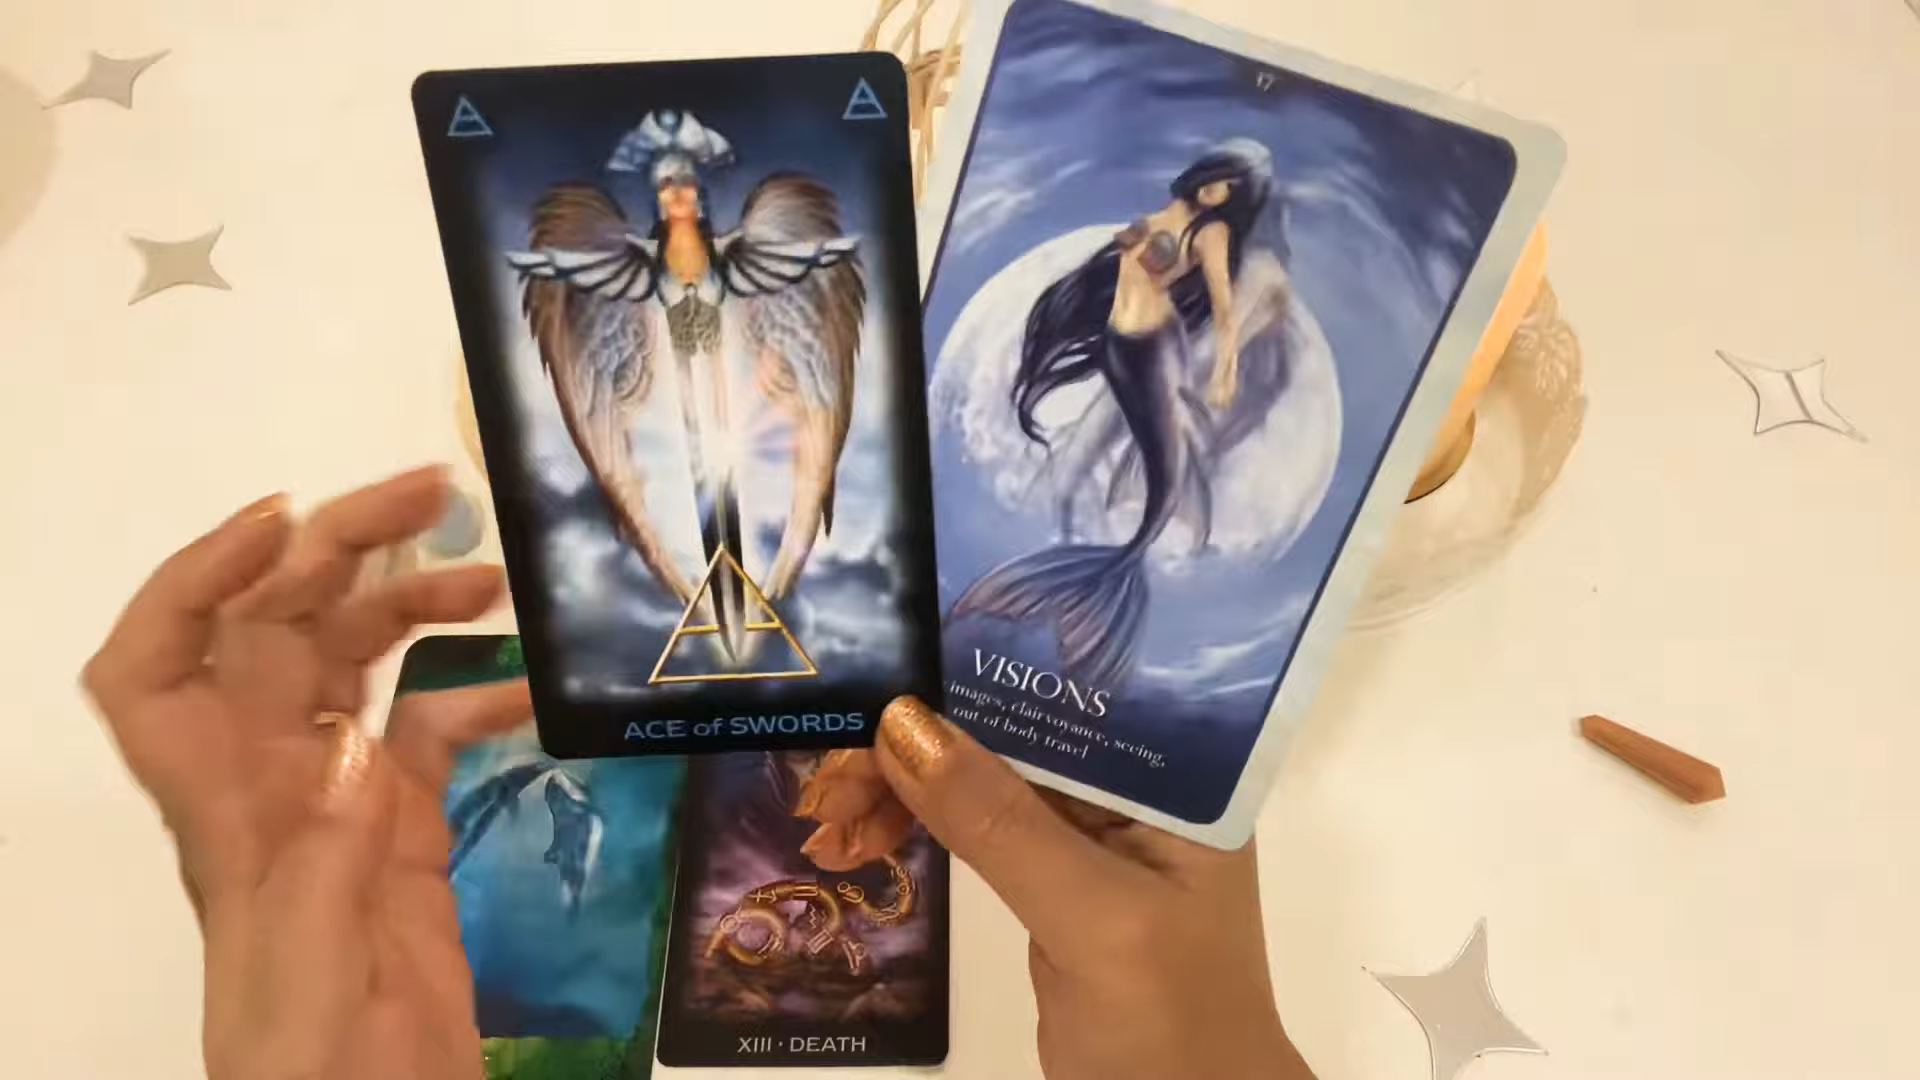 17
ACE of SWORDS
VISIONS
images, clairvoyance, seeing,
out of body travel
XIII · DEATH